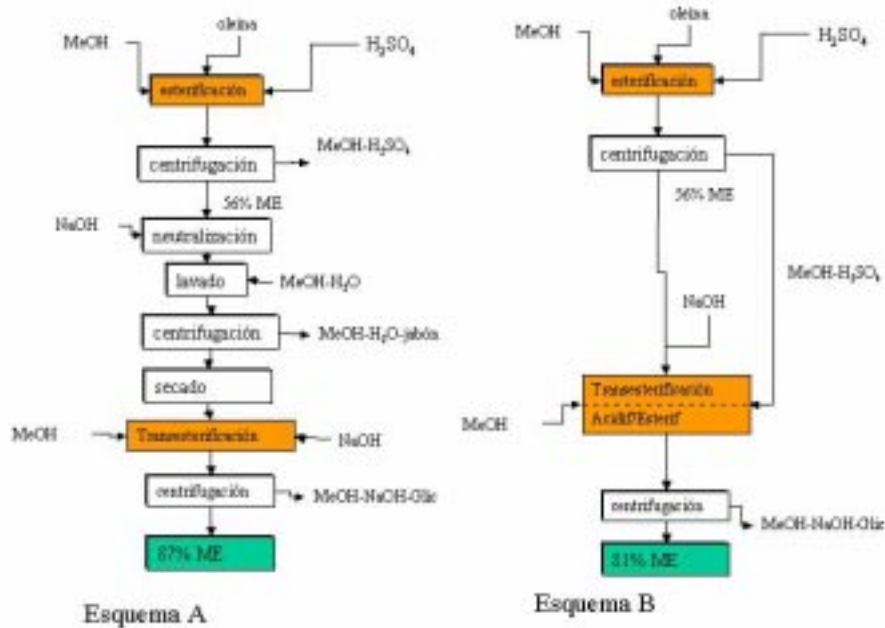 oleina
MeOH
H₂SO₄
esterificación
centrifugación
MeOH-H₂SO₄
56% ME
NaOH
neutralización
lavado
MeOH-H₂O
centrifugación
MeOH-H₂O-jabón
secado
MeOH
Transesterificación
NaOH
centrifugación
MeOH-NaOH-Glic
87% ME
Esquema A
oleina
MeOH
H₂SO₄
esterificación
centrifugación
56% ME
MeOH-H₂SO₄
NaOH
Transesterificación
MeOH
centrifugación
MeOH-NaOH-Glic
81% ME
Esquema B